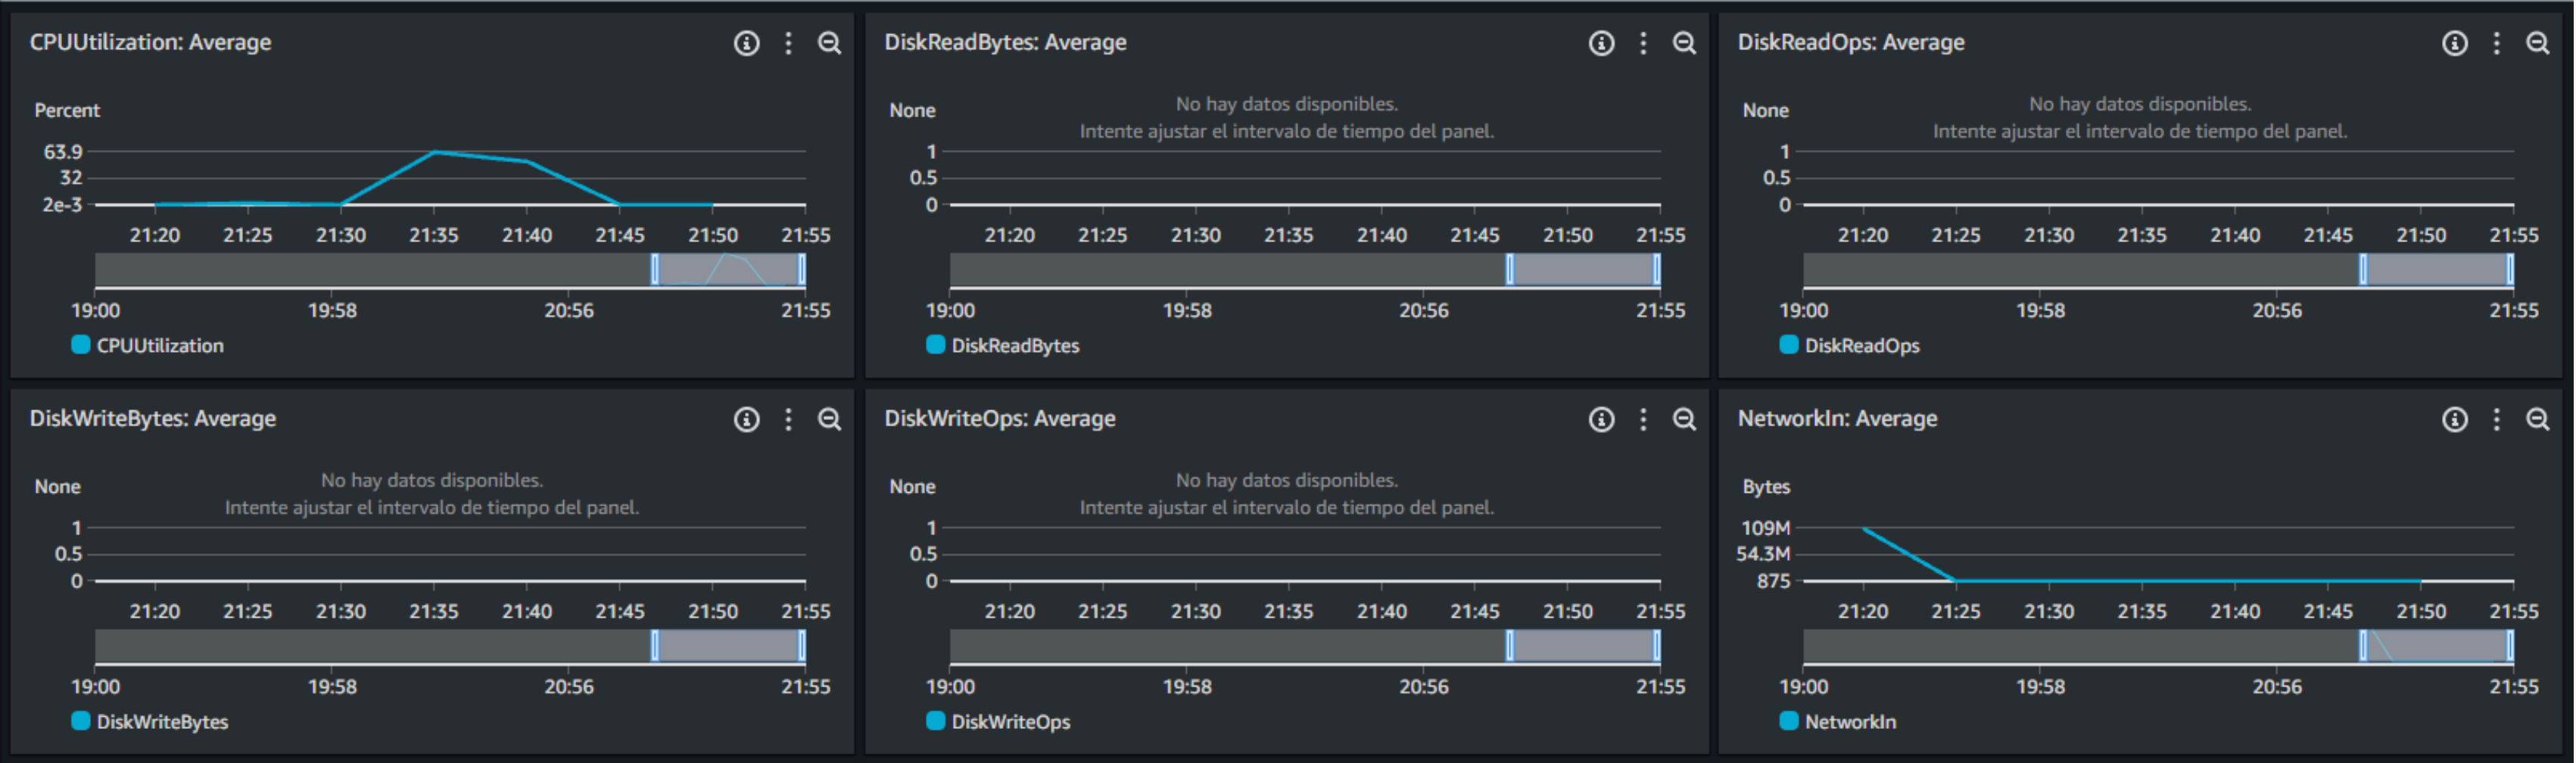 CPUUtilization: Average
Percent
63.9
32
2e-3
21:20 21:25 21:30 21:35 21:40 21:45 21:50 21:55
19:00 19:58 20:56 21:55
CPUUtilization
DiskReadBytes: Average
None
No hay datos disponibles.
Intente ajustar el intervalo de tiempo del panel.
1
0.5
0
21:20 21:25 21:30 21:35 21:40 21:45 21:50 21:55
19:00 19:58 20:56 21:55
DiskReadBytes
DiskReadOps: Average
None
No hay datos disponibles.
Intente ajustar el intervalo de tiempo del panel.
1
0.5
0
21:20 21:25 21:30 21:35 21:40 21:45 21:50 21:55
19:00 19:58 20:56 21:55
DiskReadOps
DiskWriteBytes: Average
None
No hay datos disponibles.
Intente ajustar el intervalo de tiempo del panel.
1
0.5
0
21:20 21:25 21:30 21:35 21:40 21:45 21:50 21:55
19:00 19:58 20:56 21:55
DiskWriteBytes
DiskWriteOps: Average
None
No hay datos disponibles.
Intente ajustar el intervalo de tiempo del panel.
1
0.5
0
21:20 21:25 21:30 21:35 21:40 21:45 21:50 21:55
19:00 19:58 20:56 21:55
DiskWriteOps
NetworkIn: Average
Bytes
109M
54.3M
875
21:20 21:25 21:30 21:35 21:40 21:45 21:50 21:55
19:00 19:58 20:56 21:55
NetworkIn